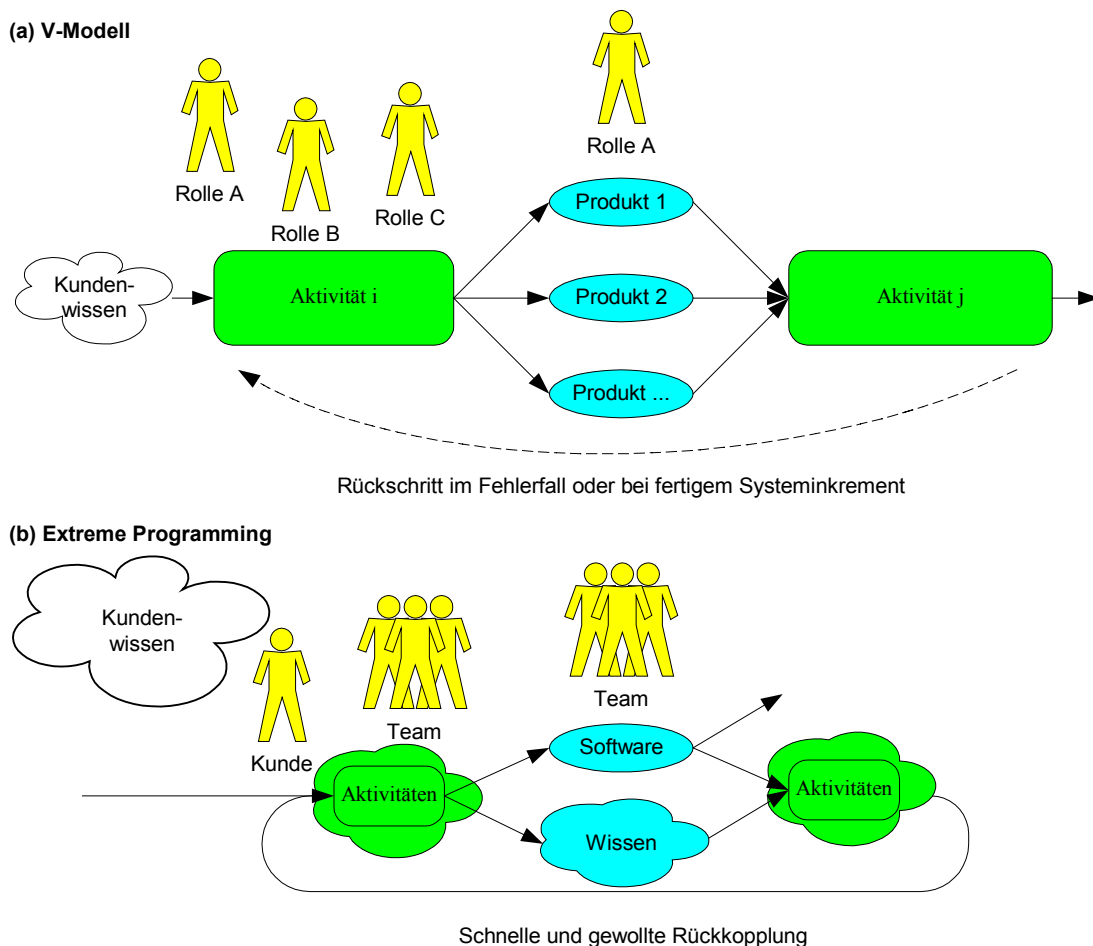 (a) V-Modell
Rolle A
Rolle B
Rolle C
Rolle A
Kunden-
wissen
Aktivität i
Produkt 1
Produkt 2
Produkt ...
Aktivität j
Rückschritt im Fehlerfall oder bei fertigem Systeminkrement
(b) Extreme Programming
Kunden-
wissen
Kunde
Team
Team
Aktivitäten
Software
Wissen
Aktivitäten
Schnelle und gewollte Rückkopplung